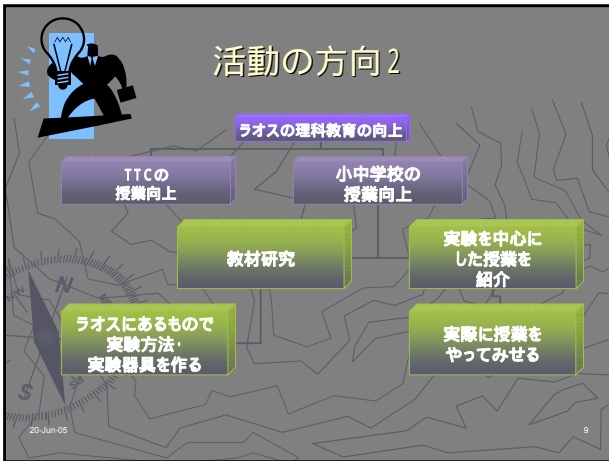 活動の方向2
ラオスの理科教育の向上
TTCの
授業向上
小中学校の
授業向上
教材研究
実験を中心に
した授業を
紹介
ラオスにあるもので
実験方法・
実験器具を作る
実際に授業を
やってみせる
N
S
20-Jun-05
9